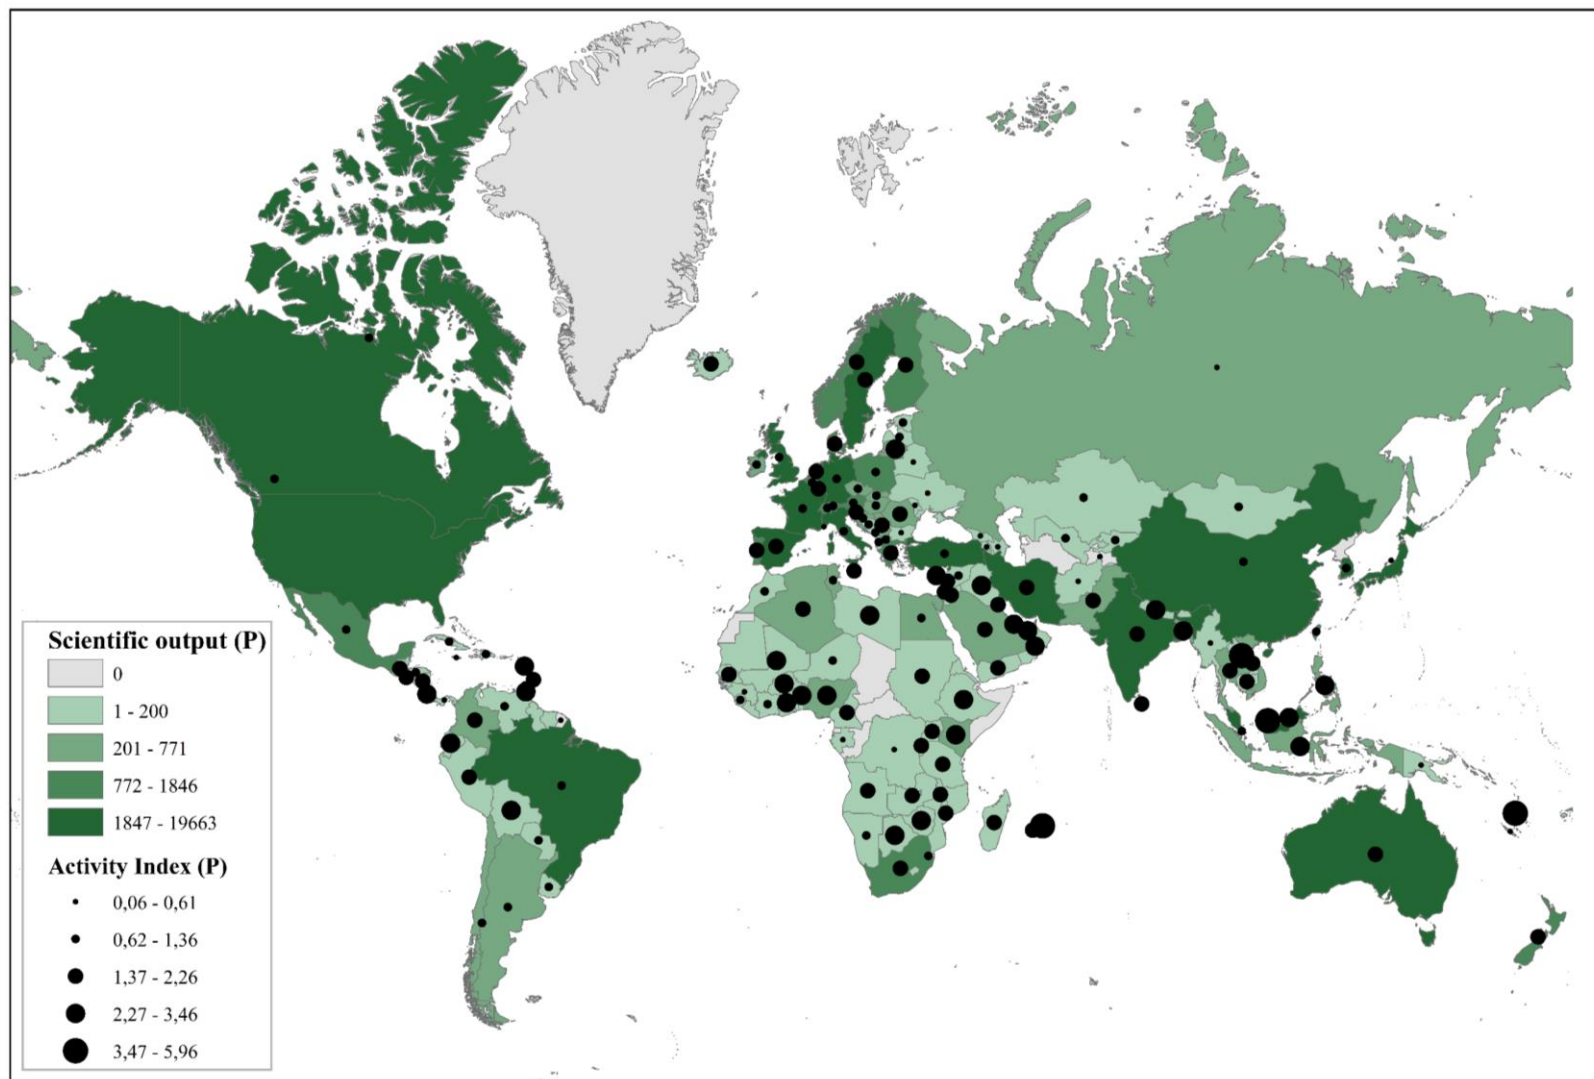 Scientific output (P)
0
1 - 200
201 - 771
772 - 1846
1847 - 19663
Activity Index (P)
0,06 - 0,61
0,62 - 1,36
1,37 - 2,26
2,27 - 3,46
3,47 - 5,96